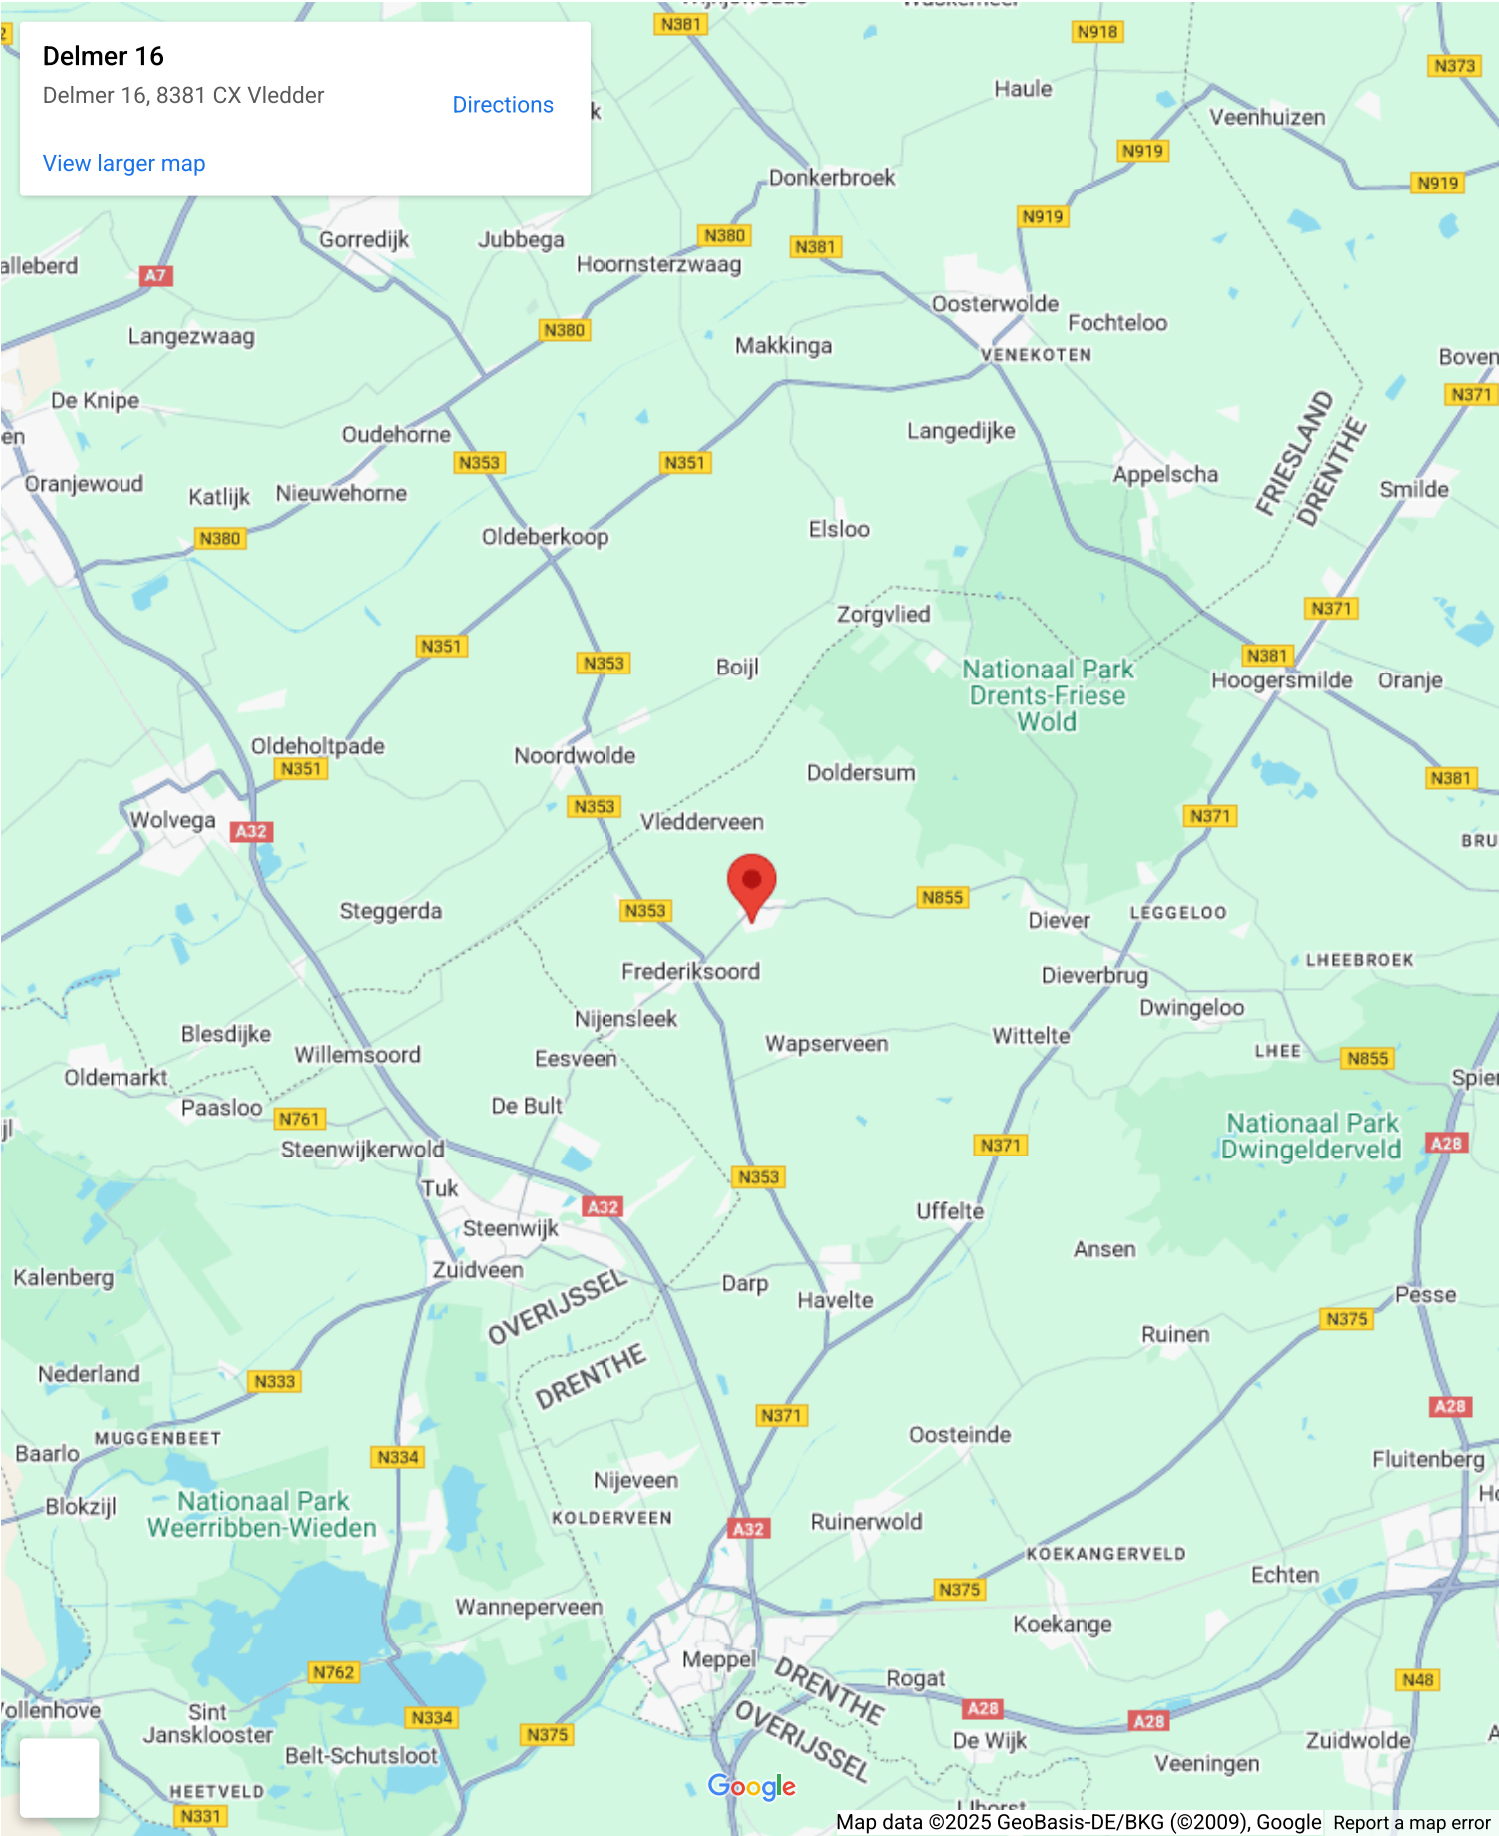 N381
N918
N373
Delmer 16
Delmer 16, 8381 CX Vledder
Directions
View larger map
Haule
Veenhuizen
N919
Donkerbroek
N919
N919
N380
N381
Gorredijk
Jubbega
Hoornsterzwaag
alleberd
A7
Oosterwolde
Fochteloo
N380
Langezwaag
Makkinga
VENEKOTEN
Boven
N371
De Knipe
en
Oudehorne
Langedijke
FRIESLAND
DRENTHE
N353
N351
Appelscha
Oranjewoud
Katlijk
Nieuwehorne
Smilde
N380
Oldeberkoop
Elsloo
Zorgvlied
N371
N351
N353
Boijl
N381
Nationaal Park
Drents-Friese
Wold
Hoogersmilde
Oranje
Oldeholtpade
N351
Noordwolde
Doldersum
N381
N353
Wolvega
A32
Vledderveen
N371
BRU
Steggerda
N353
N855
Diever
LEGGELOO
Frederiksoord
Dieverbrug
LHEEBROEK
Dwingeloo
Nijensleek
Blesdijke
Willemsoord
Eesveen
Wapserveen
Wittelte
LHEE
N855
Oldemarkt
Spier
Paasloo
N761
De Bult
jl
Steenwijkerwold
N371
Nationaal Park
Dwingelderveld
A28
Tuk
N353
A32
Steenwijk
Uffelte
Ansen
Kalenberg
Zuidveen
OVERIJSSEL
DRENTHE
Darp
Havelte
Pesse
N375
Ruinen
Nederland
N333
N371
A28
MUGGENBEET
Baarlo
N334
Oosteinde
Fluitenberg
Nijeveen
Blokzijl
Nationaal Park
Weerribben-Wieden
KOLDERVEEN
A32
Ruinerwold
KOEKANGERVELD
Echten
N375
Wanneperveen
Koekange
N762
Meppel
DRENTHE
OVERIJSSEL
Rogat
N48
ollenhove
Sint
Jansklooster
N334
N375
A28
A28
De Wijk
Zuidwolde
Belt-Schutsloot
Veeningen
HEETVELD
N331
Google
Map data ©2025 GeoBasis-DE/BKG (©2009), Google
Report a map error